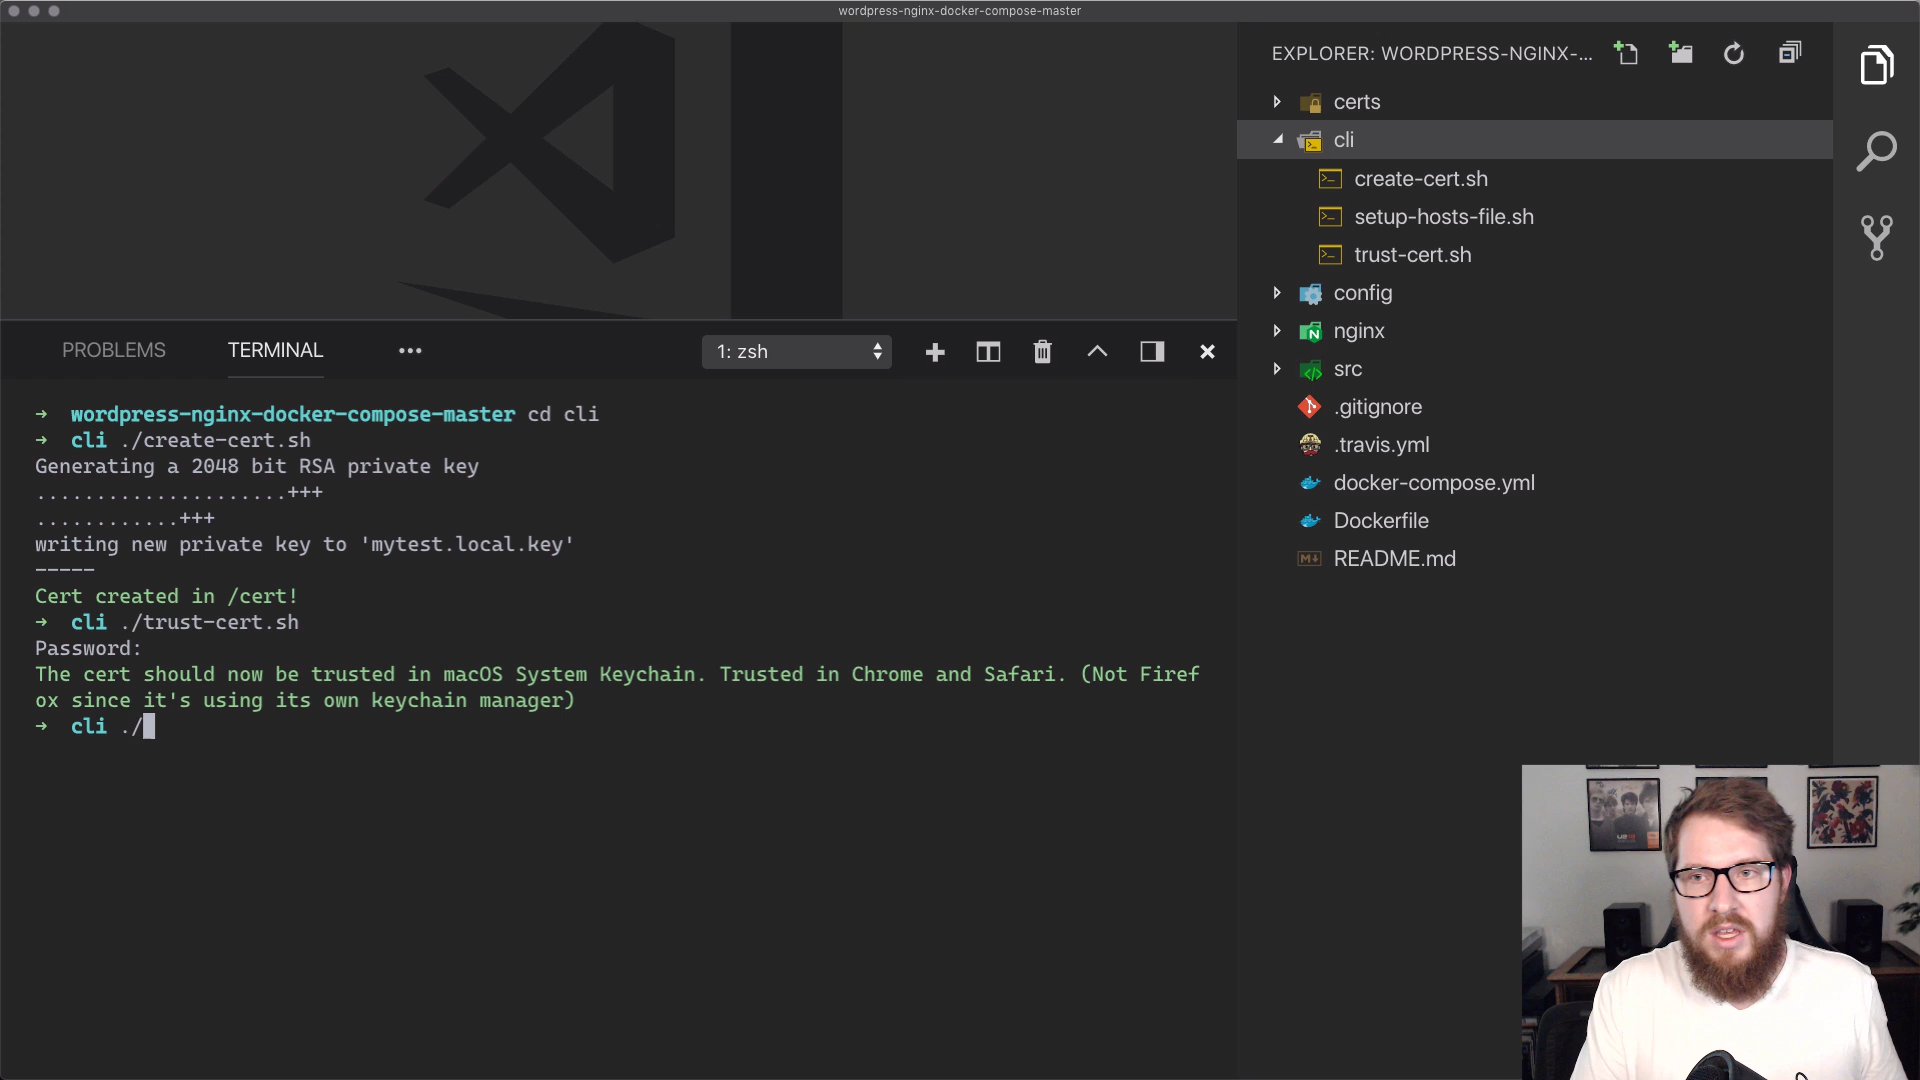 wordpress-nginx-docker-compose-master
EXPLORER: WORDPRESS-NGINX-...
certs
cli
create-cert.sh
setup-hosts-file.sh
trust-cert.sh
config
nginx
src
.gitignore
.travis.yml
docker-compose.yml
Dockerfile
README.md
PROBLEMS TERMINAL ••• 1: zsh
→ wordpress-nginx-docker-compose-master cd cli
→ cli ./create-cert.sh
Generating a 2048 bit RSA private key
.....................+++
............+++
writing new private key to 'mytest.local.key'
-----
Cert created in /cert!
→ cli ./trust-cert.sh
Password:
The cert should now be trusted in macOS System Keychain. Trusted in Chrome and Safari. (Not Firef
ox since it's using its own keychain manager)
→ cli ./